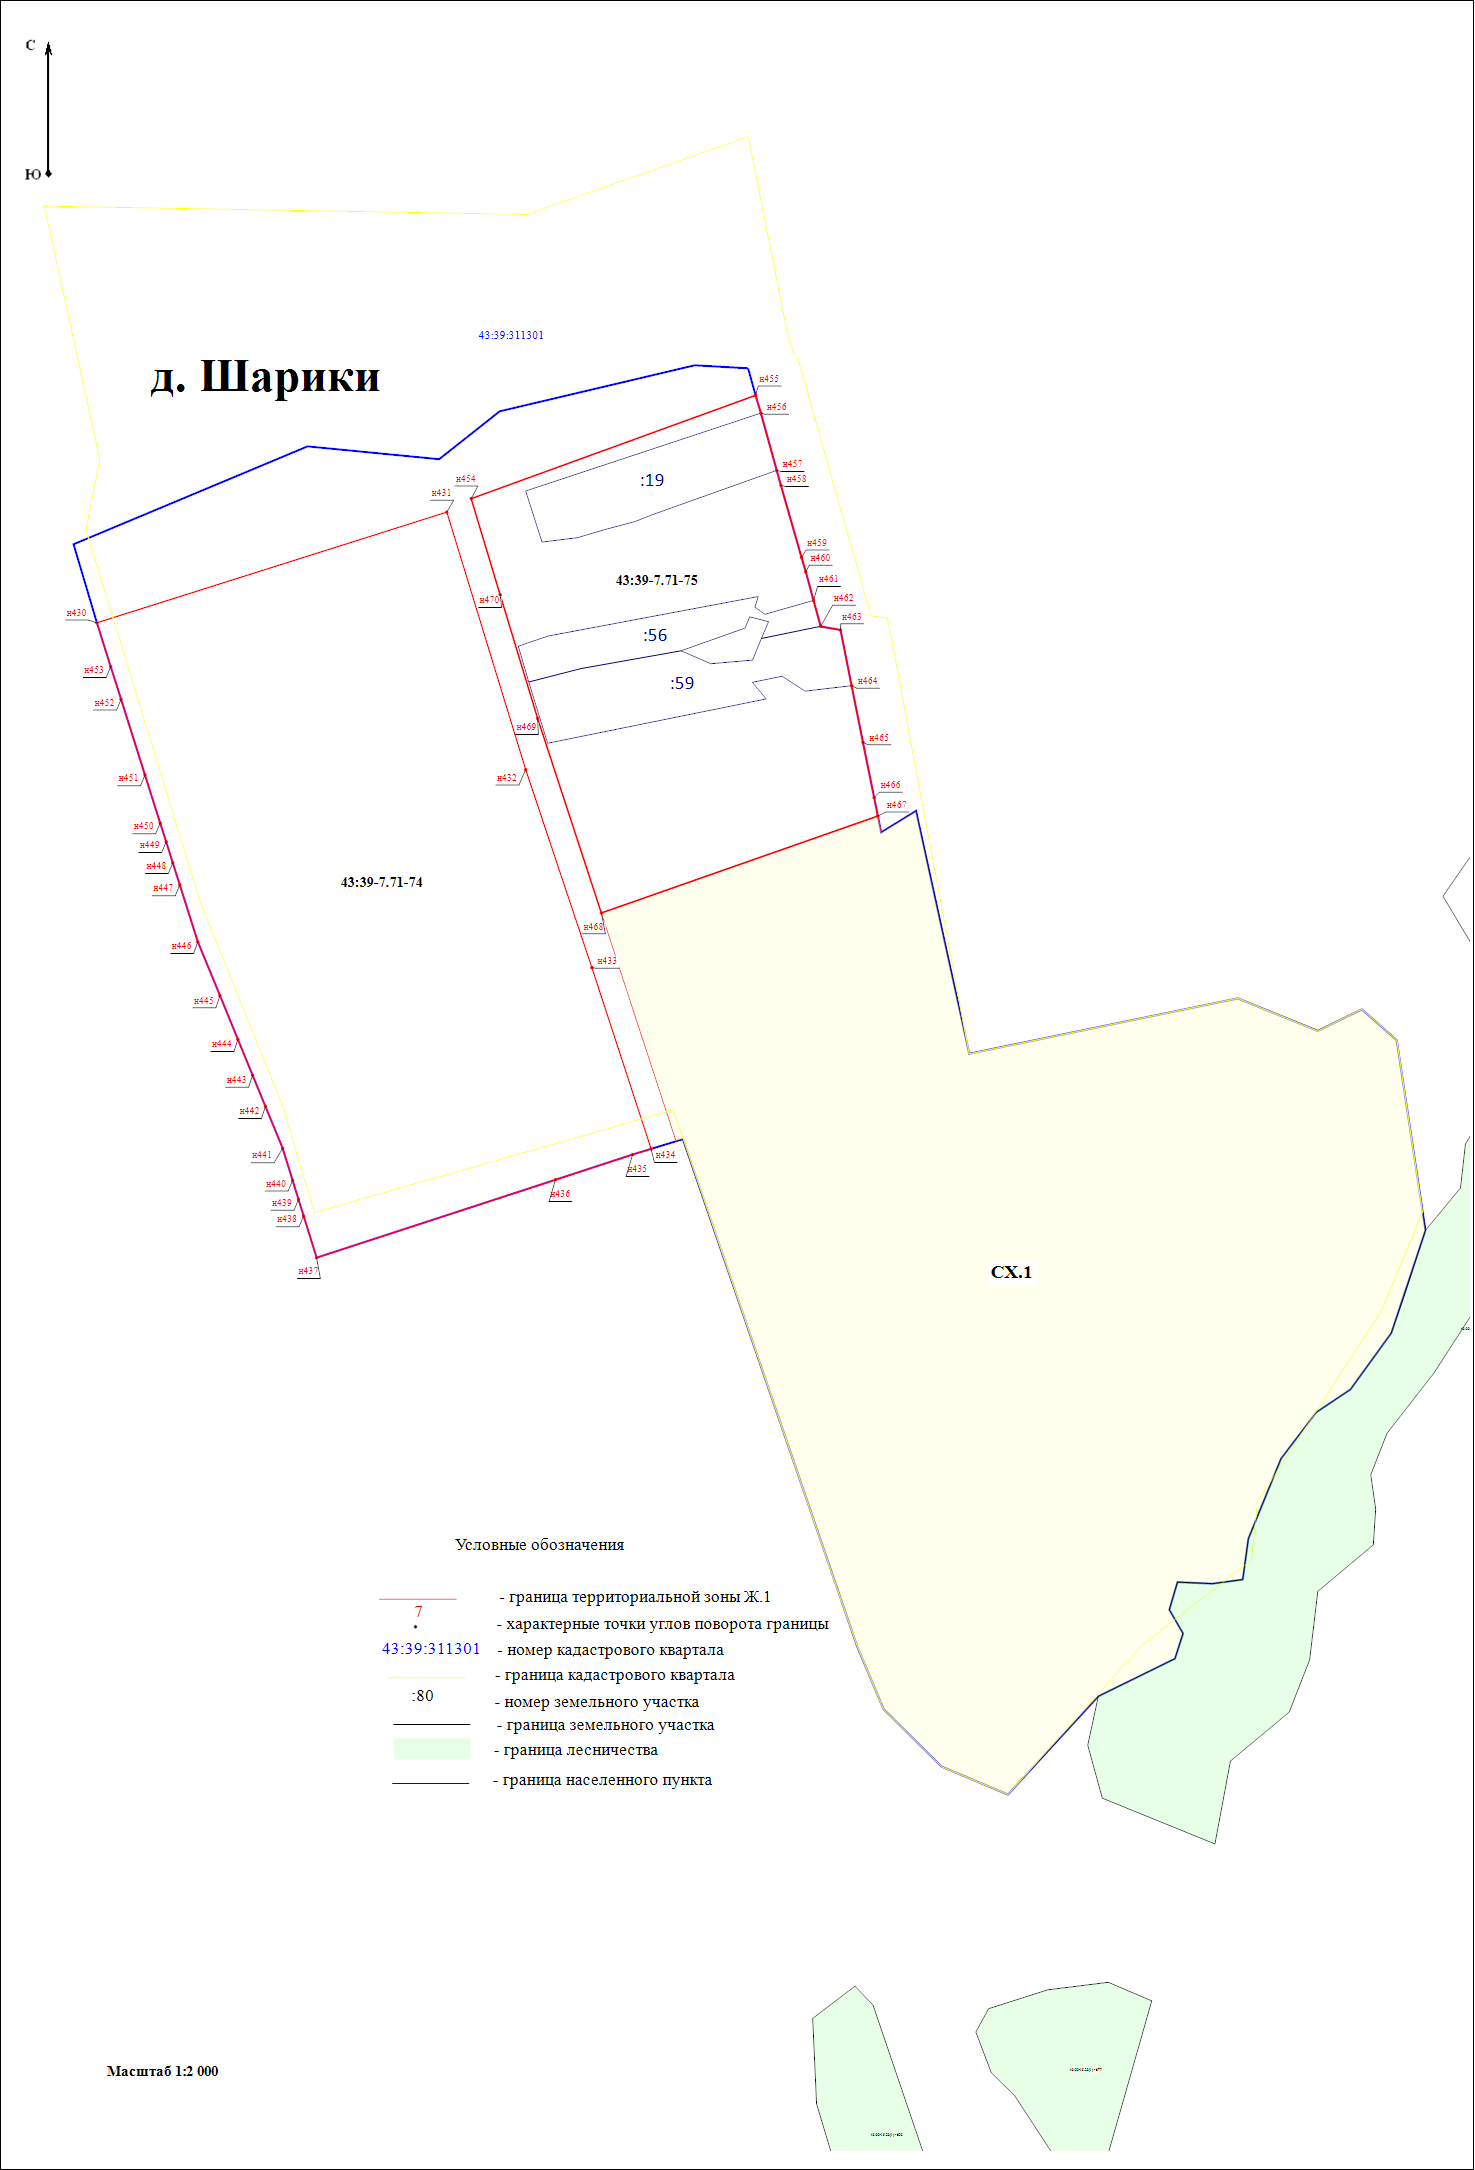 С
Ю
43:39:311301
д. Шарики
н455
н456
н454
н431
н457
н458
:19
н459
н460
43:39-7.71-75
н461
н470
н462
н430
н463
:56
н453
:59
н464
н452
н469
н465
н451
н432
н466
н467
н450
н449
н448
43:39-7.71-74
н447
н468
н446
н433
н445
н444
н443
н442
н441
н434
н435
н440
н436
н439
н438
н437
СХ.1
Условные обозначения
- граница территориальной зоны Ж.1
7
- характерные точки углов поворота границы
43:39:311301 - номер кадастрового квартала
- граница кадастрового квартала
:80 - номер земельного участка
- граница земельного участка
- граница лесничества
- граница населенного пункта
Масштаб 1:2 000